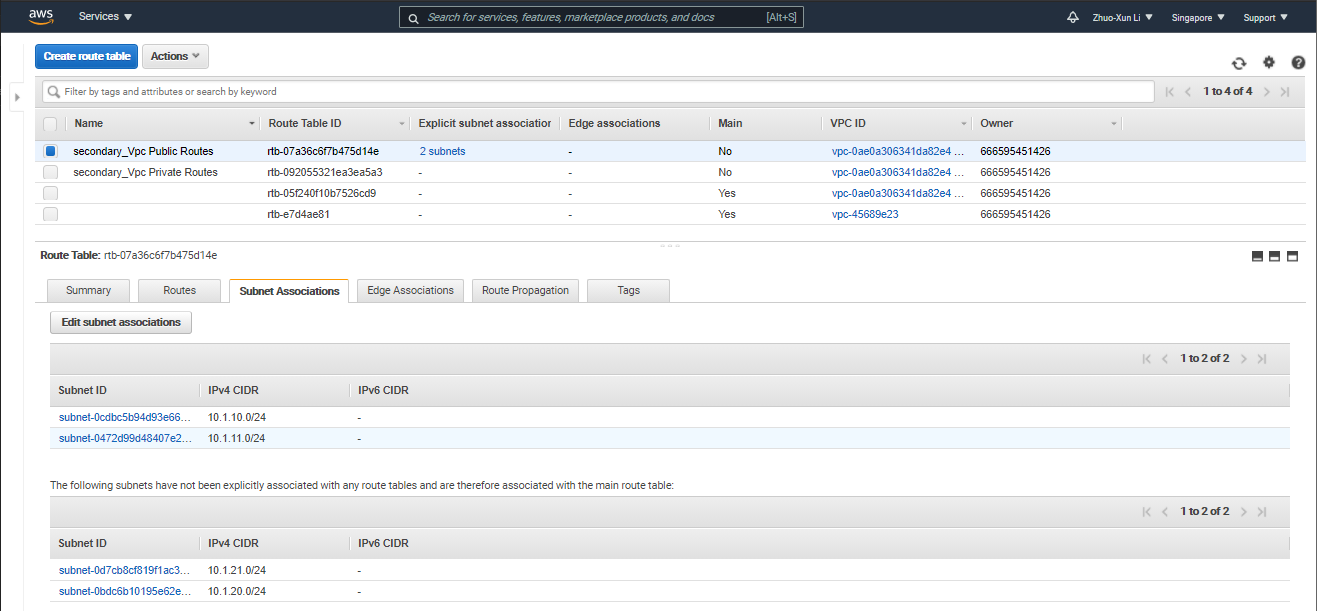 aws Services Search for services, features, marketplace products, and docs [Alt+S] Zhuo-Xun Li Singapore Support
Create route table Actions
Filter by tags and attributes or search by keyword 1 to 4 of 4
Name Route Table ID Explicit subnet association Edge associations Main VPC ID Owner
secondary_Vpc Public Routes rtb-07a36c6f7b475d14e 2 subnets - No vpc-0ae0a306341da82e4 ... 666595451426
secondary_Vpc Private Routes rtb-092055321ea3ea5a3 - - No vpc-0ae0a306341da82e4 ... 666595451426
rtb-05f240f10b7526cd9 - - Yes vpc-0ae0a306341da82e4 ... 666595451426
rtb-e7d4ae81 - - Yes vpc-45689e23 666595451426
Route Table: rtb-07a36c6f7b475d14e
Summary Routes Subnet Associations Edge Associations Route Propagation Tags
Edit subnet associations
1 to 2 of 2
Subnet ID IPv4 CIDR IPv6 CIDR
subnet-0cdbc5b94d93e66... 10.1.10.0/24 -
subnet-0472d99d48407e2... 10.1.11.0/24 -
The following subnets have not been explicitly associated with any route tables and are therefore associated with the main route table:
1 to 2 of 2
Subnet ID IPv4 CIDR IPv6 CIDR
subnet-0d7cb8cf819f1ac3... 10.1.21.0/24 -
subnet-0bdc6b10195e62e... 10.1.20.0/24 -